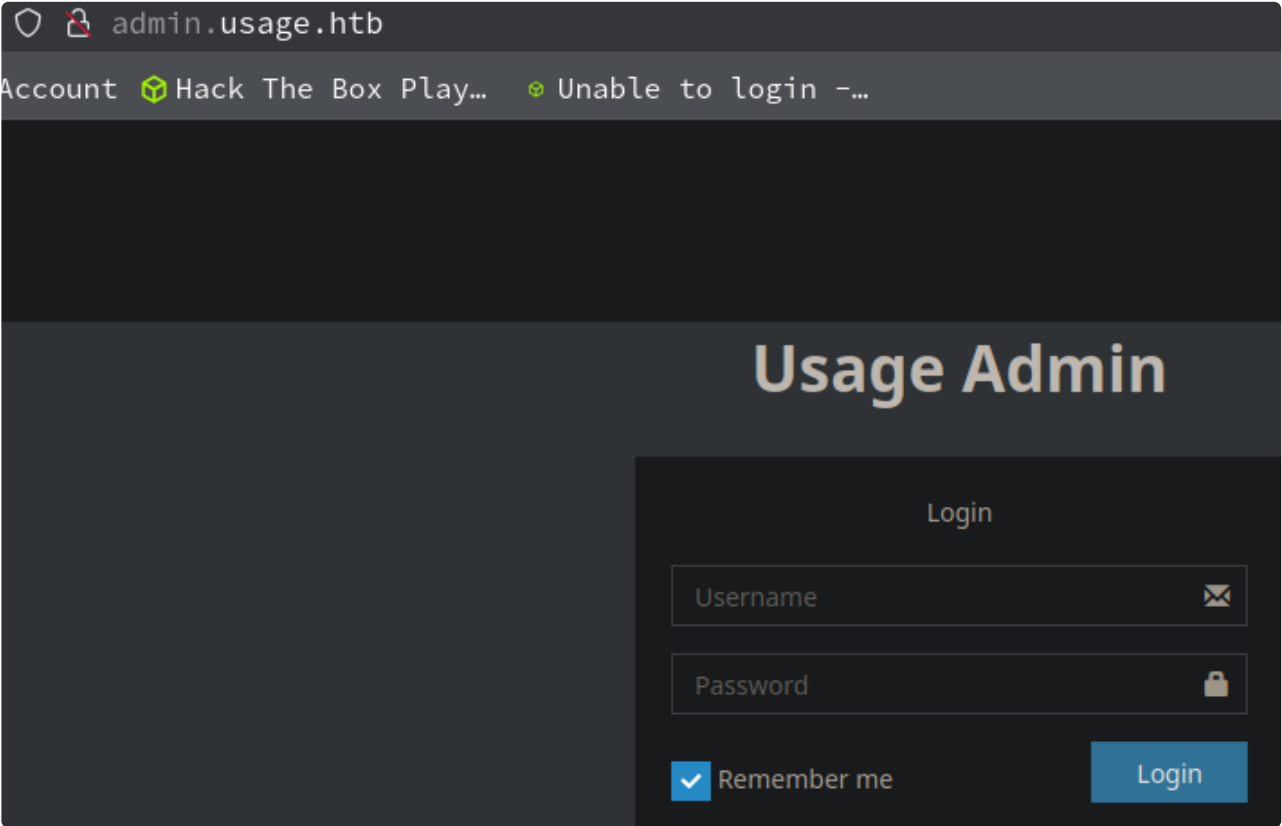 admin.usage.htb
Account Hack The Box Play… Unable to login -…
Usage Admin
Login
Username
Password
Remember me Login